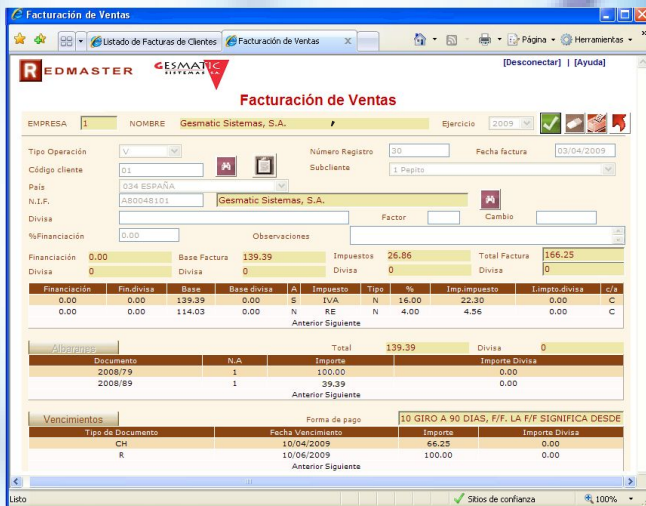 Facturación de Ventas
Listado de Facturas de Clientes
Facturación de Ventas
X
Página
Herramientas
REDMASTER
GESMATIC
SISTEMAS SA
[Desconectar] | [Ayuda]
Facturación de Ventas
EMPRESA 1 NOMBRE Gesmatic Sistemas, S.A. Ejercicio 2009
Tipo Operación V Número Registro 30 Fecha factura 03/04/2009
Código cliente 01 Subcliente 1 Pepito
País 034 ESPAÑA
N.I.F. A80048101 Gesmatic Sistemas, S.A.
Divisa Factor Cambio
%Financiación 0.00 Observaciones
Financiación 0.00 Base Factura 139.39 Impuestos 26.86 Total Factura 166.25
Divisa 0 Divisa 0 Divisa 0 Divisa 0
Financiación Fin.divisa Base Base divisa A Impuesto Tipo % Imp.impuesto I.impto.divisa c/a
0.00 0.00 139.39 0.00 S IVA N 16.00 22.30 0.00 C
0.00 0.00 114.03 0.00 N RE N 4.00 4.56 0.00 C
Anterior Siguiente
Albaranes Total 139.39 Divisa 0
Documento N.A Importe Importe Divisa
2008/79 1 100.00 0.00
2008/89 1 39.39 0.00
Anterior Siguiente
Vencimientos Forma de pago 10 GIRO A 90 DIAS, F/F. LA F/F SIGNIFICA DESDE
Tipo de Documento Fecha Vencimiento Importe Importe Divisa
CH 10/04/2009 66.25 0.00
R 10/06/2009 100.00 0.00
Anterior Siguiente
Listo Sitios de confianza 100%